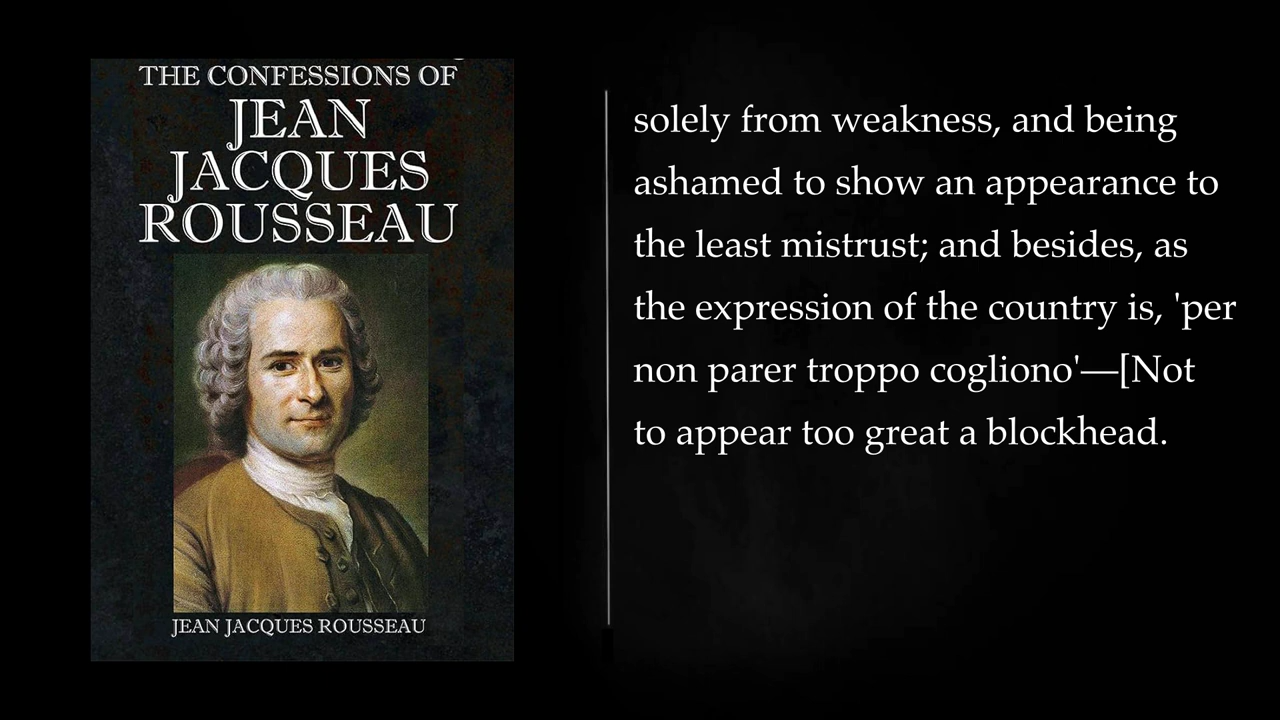 THE CONFESSIONS OF
JEAN
JACQUES
ROUSSEAU
JEAN JACQUES ROUSSEAU
solely from weakness, and being
ashamed to show an appearance to
the least mistrust; and besides, as
the expression of the country is, 'per
non parer troppo cogliono'—[Not
to appear too great a blockhead.